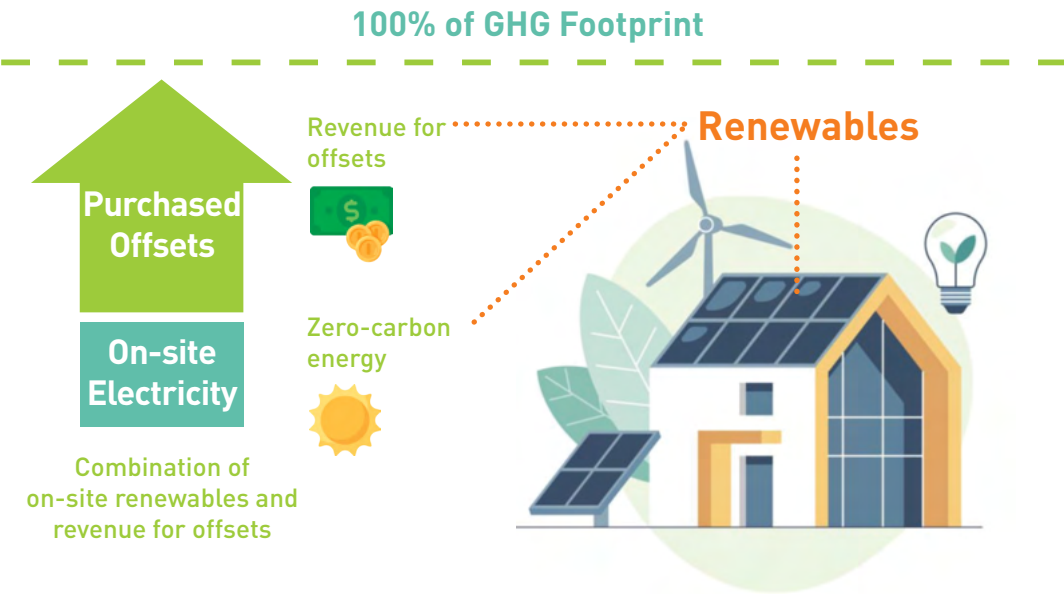 100% of GHG Footprint
Purchased
Offsets
On-site
Electricity
Combination of
on-site renewables and
revenue for offsets
Revenue for
offsets
$
Zero-carbon
energy
Renewables